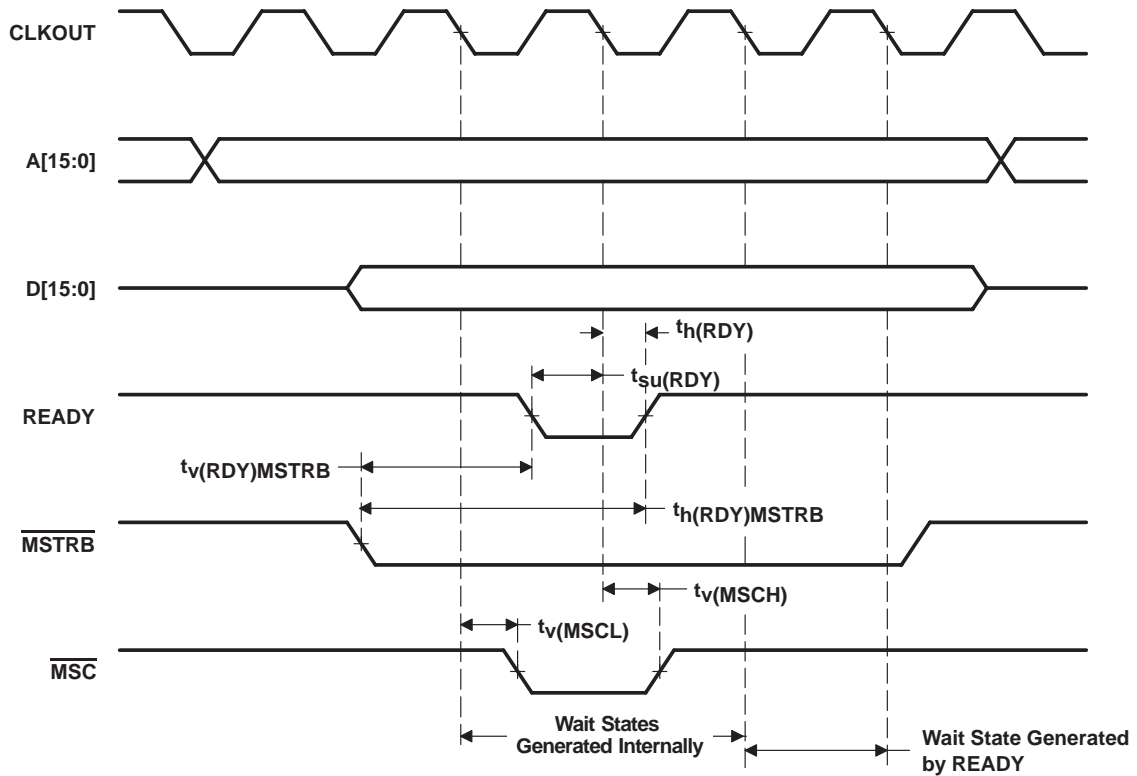 CLKOUT
A[15:0]
D[15:0]
th(RDY)
tsu(RDY)
READY
tv(RDY)MSTRB
th(RDY)MSTRB
MSTRB
tv(MSCH)
tv(MSCL)
MSC
Wait States
Generated Internally
Wait State Generated
by READY